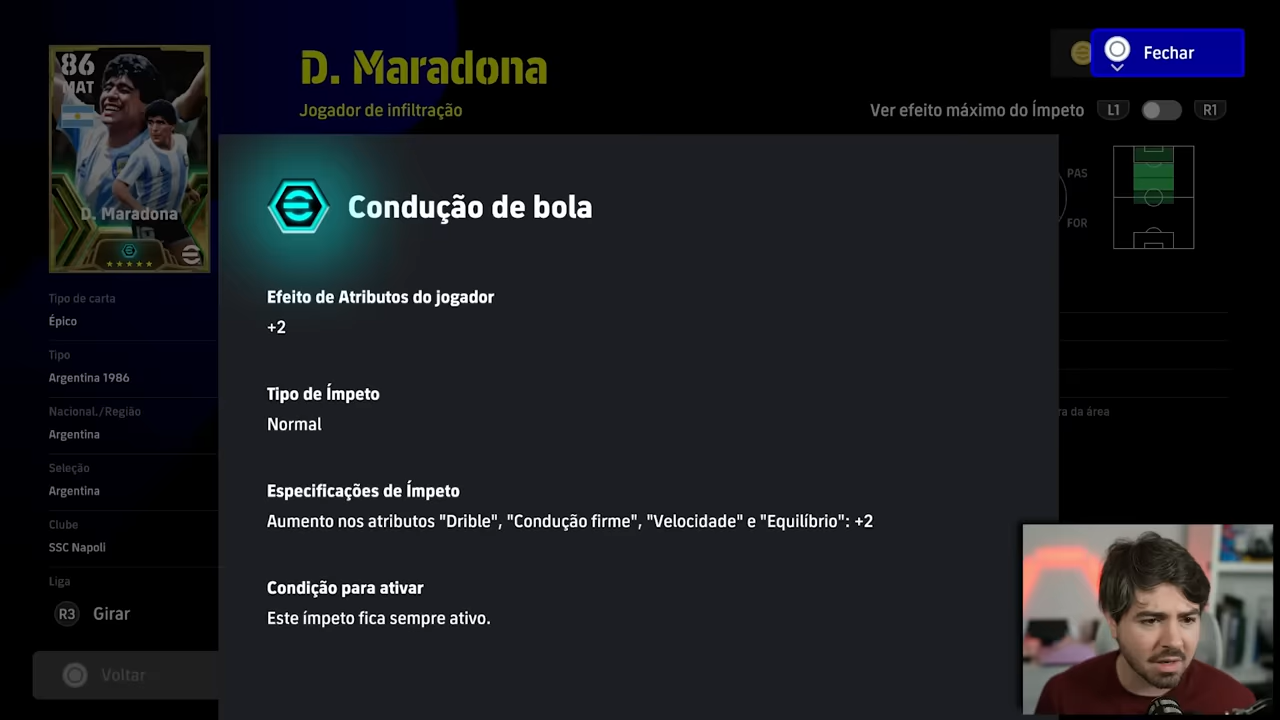 86
MAT
D. Maradona
D. Maradona
Jogador de infiltração
Fechar
Ver efeito máximo do Ímpeto
L1
R1
PAS
FOR
Condução de bola
Efeito de Atributos do jogador
+2
Tipo de Ímpeto
Normal
Especificações de Ímpeto
Aumento nos atributos "Drible", "Condução firme", "Velocidade" e "Equilíbrio": +2
Condição para ativar
Este ímpeto fica sempre ativo.
Tipo de carta
Épico
Tipo
Argentina 1986
Nacional./Região
Argentina
Seleção
Argentina
Clube
SSC Napoli
Liga
R3 Girar
Voltar
da área